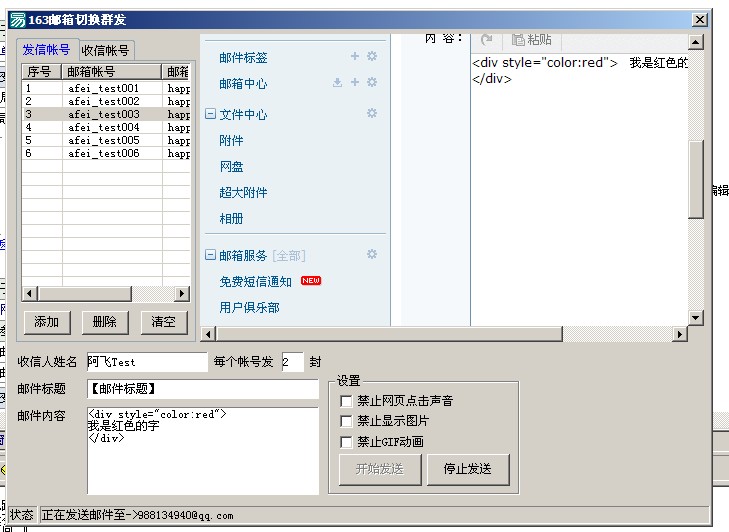 163邮箱切换群发
发信帐号 收信帐号
序号 邮箱帐号 邮箱
1 afei_test001 happ
2 afei_test002 happ
3 afei_test003 happ
4 afei_test004 happ
5 afei_test005 happ
6 afei_test006 happ
添加 删除 清空
邮件标签
邮箱中心
文件中心
附件
网盘
超大附件
相册
邮箱服务 [全部]
免费短信通知 NEW
用户俱乐部
内 容：
粘贴
<div style="color:red"> 我是红色的
</div>
编辑
收信人姓名 阿飞Test 每个帐号发 2 封
邮件标题 【邮件标题】
邮件内容 <div style="color:red">
我是红色的字
</div>
设置
禁止网页点击声音
禁止显示图片
禁止GIF动画
开始发送 停止发送
状态 正在发送邮件至->988134940@qq.com